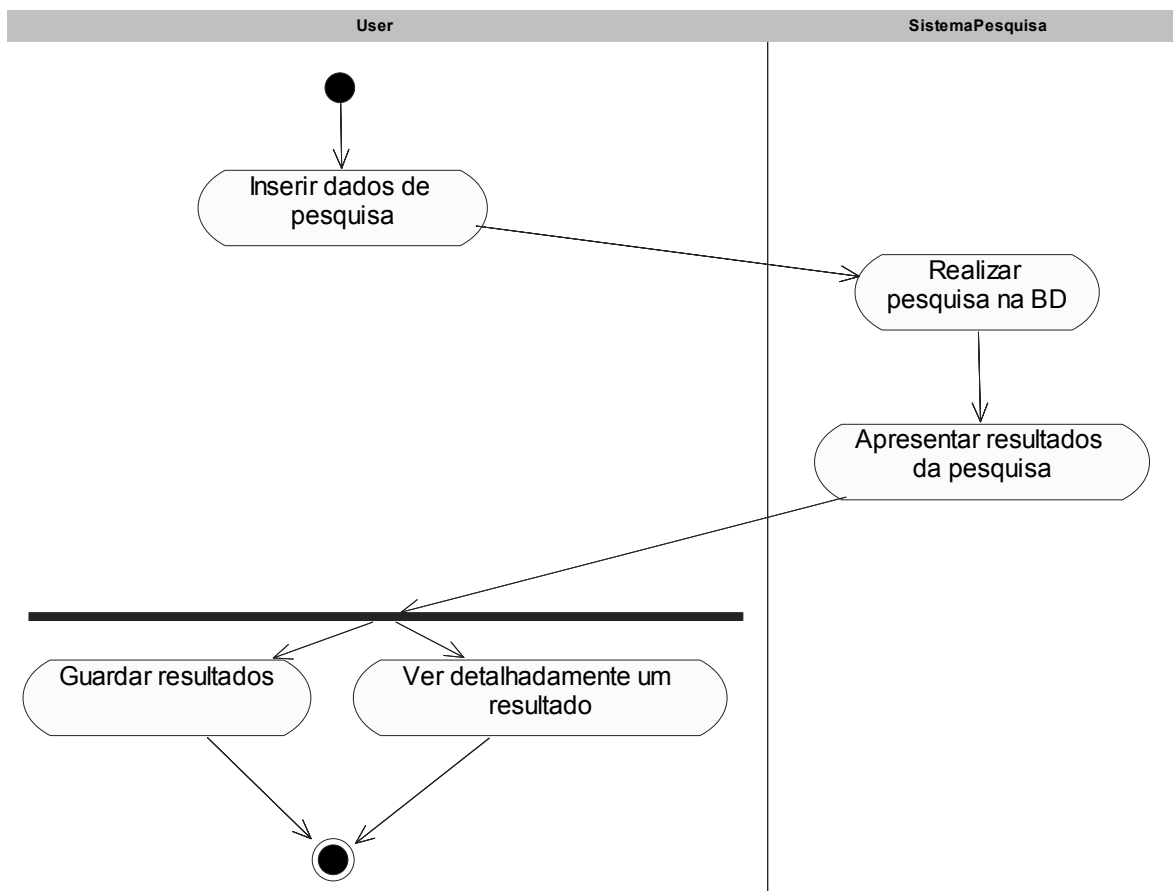 User
SistemaPesquisa
Inserir dados de
pesquisa
Realizar
pesquisa na BD
Apresentar resultados
da pesquisa
Guardar resultados
Ver detalhadamente um
resultado